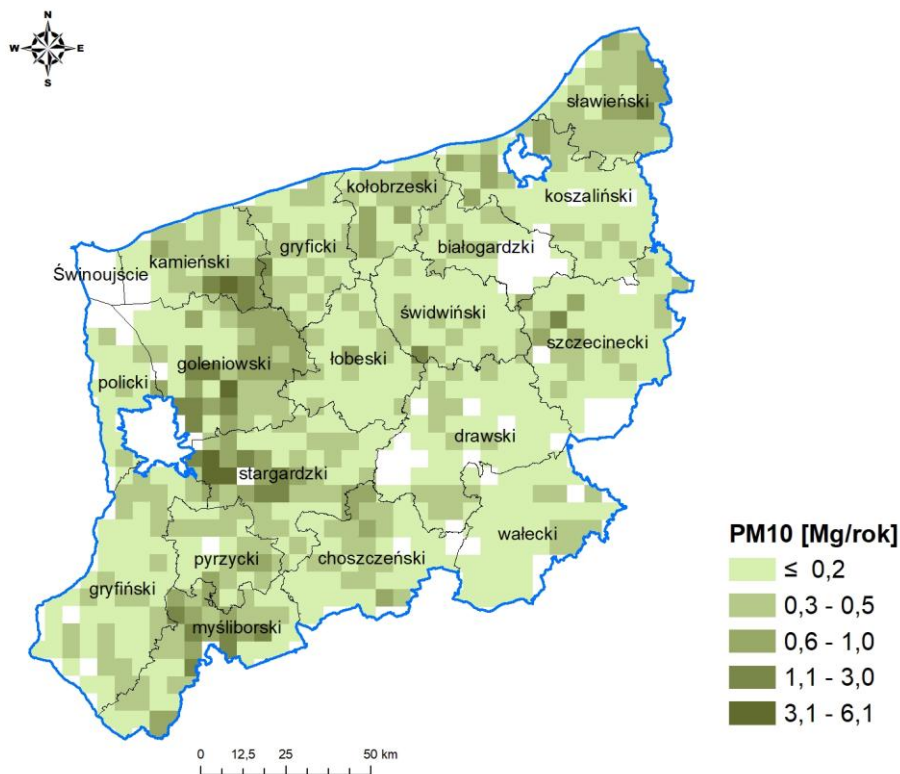 N
W E
S
sławieński
koszaliński
kołobrzeski
białogardzki
gryficki
kamieński
Świnoujście
świdwiński
szczecinecki
goleniowski
łobeski
policki
drawski
stargardzki
wałecki
choszczeński
pyrzycki
gryfiński
myśliborski
PM10 [Mg/rok]
≤ 0,2
0,3 - 0,5
0,6 - 1,0
1,1 - 3,0
3,1 - 6,1
0 12,5 25 50 km